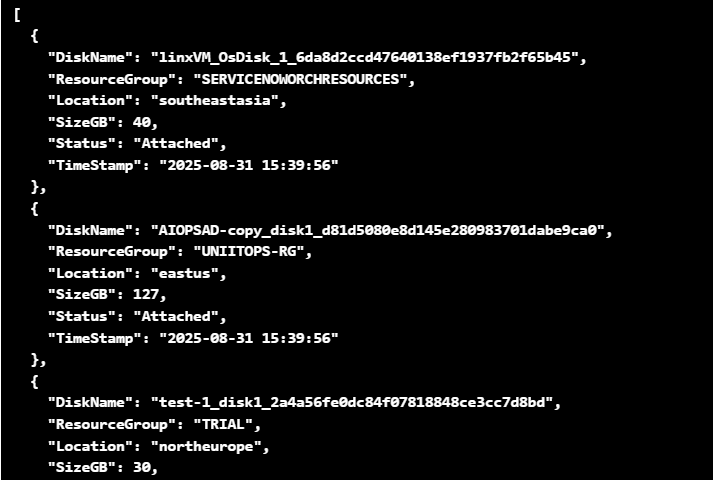 [
  {
    "DiskName": "linxVM_OsDisk_1_6da8d2ccd47640138ef1937fb2f65b45",
    "ResourceGroup": "SERVICENOWORCHRESOURCES",
    "Location": "southeastasia",
    "SizeGB": 40,
    "Status": "Attached",
    "TimeStamp": "2025-08-31 15:39:56"
  },
  {
    "DiskName": "AIOPSAD-copy_disk1_d81d5080e8d145e280983701dabe9ca0",
    "ResourceGroup": "UNIITOPS-RG",
    "Location": "eastus",
    "SizeGB": 127,
    "Status": "Attached",
    "TimeStamp": "2025-08-31 15:39:56"
  },
  {
    "DiskName": "test-1_disk1_2a4a56fe0dc84f07818848ce3cc7d8bd",
    "ResourceGroup": "TRIAL",
    "Location": "northeurope",
    "SizeGB": 30,